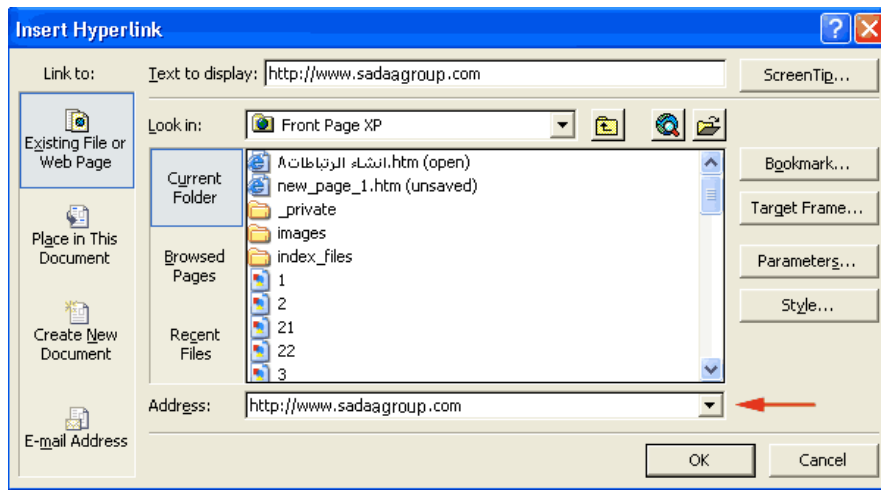 Insert Hyperlink
Link to:
Text to display: http://www.sadaagroup.com
ScreenTip...
Existing File or Web Page
Look in: Front Page XP
Current Folder
Browsed Pages
Recent Files
انشاء الرتباطات8.htm (open)
new_page_1.htm (unsaved)
_private
images
index_files
1
2
21
22
3
Bookmark...
Target Frame...
Parameters...
Style...
Place in This Document
Create New Document
E-mail Address
Address: http://www.sadaagroup.com
OK
Cancel